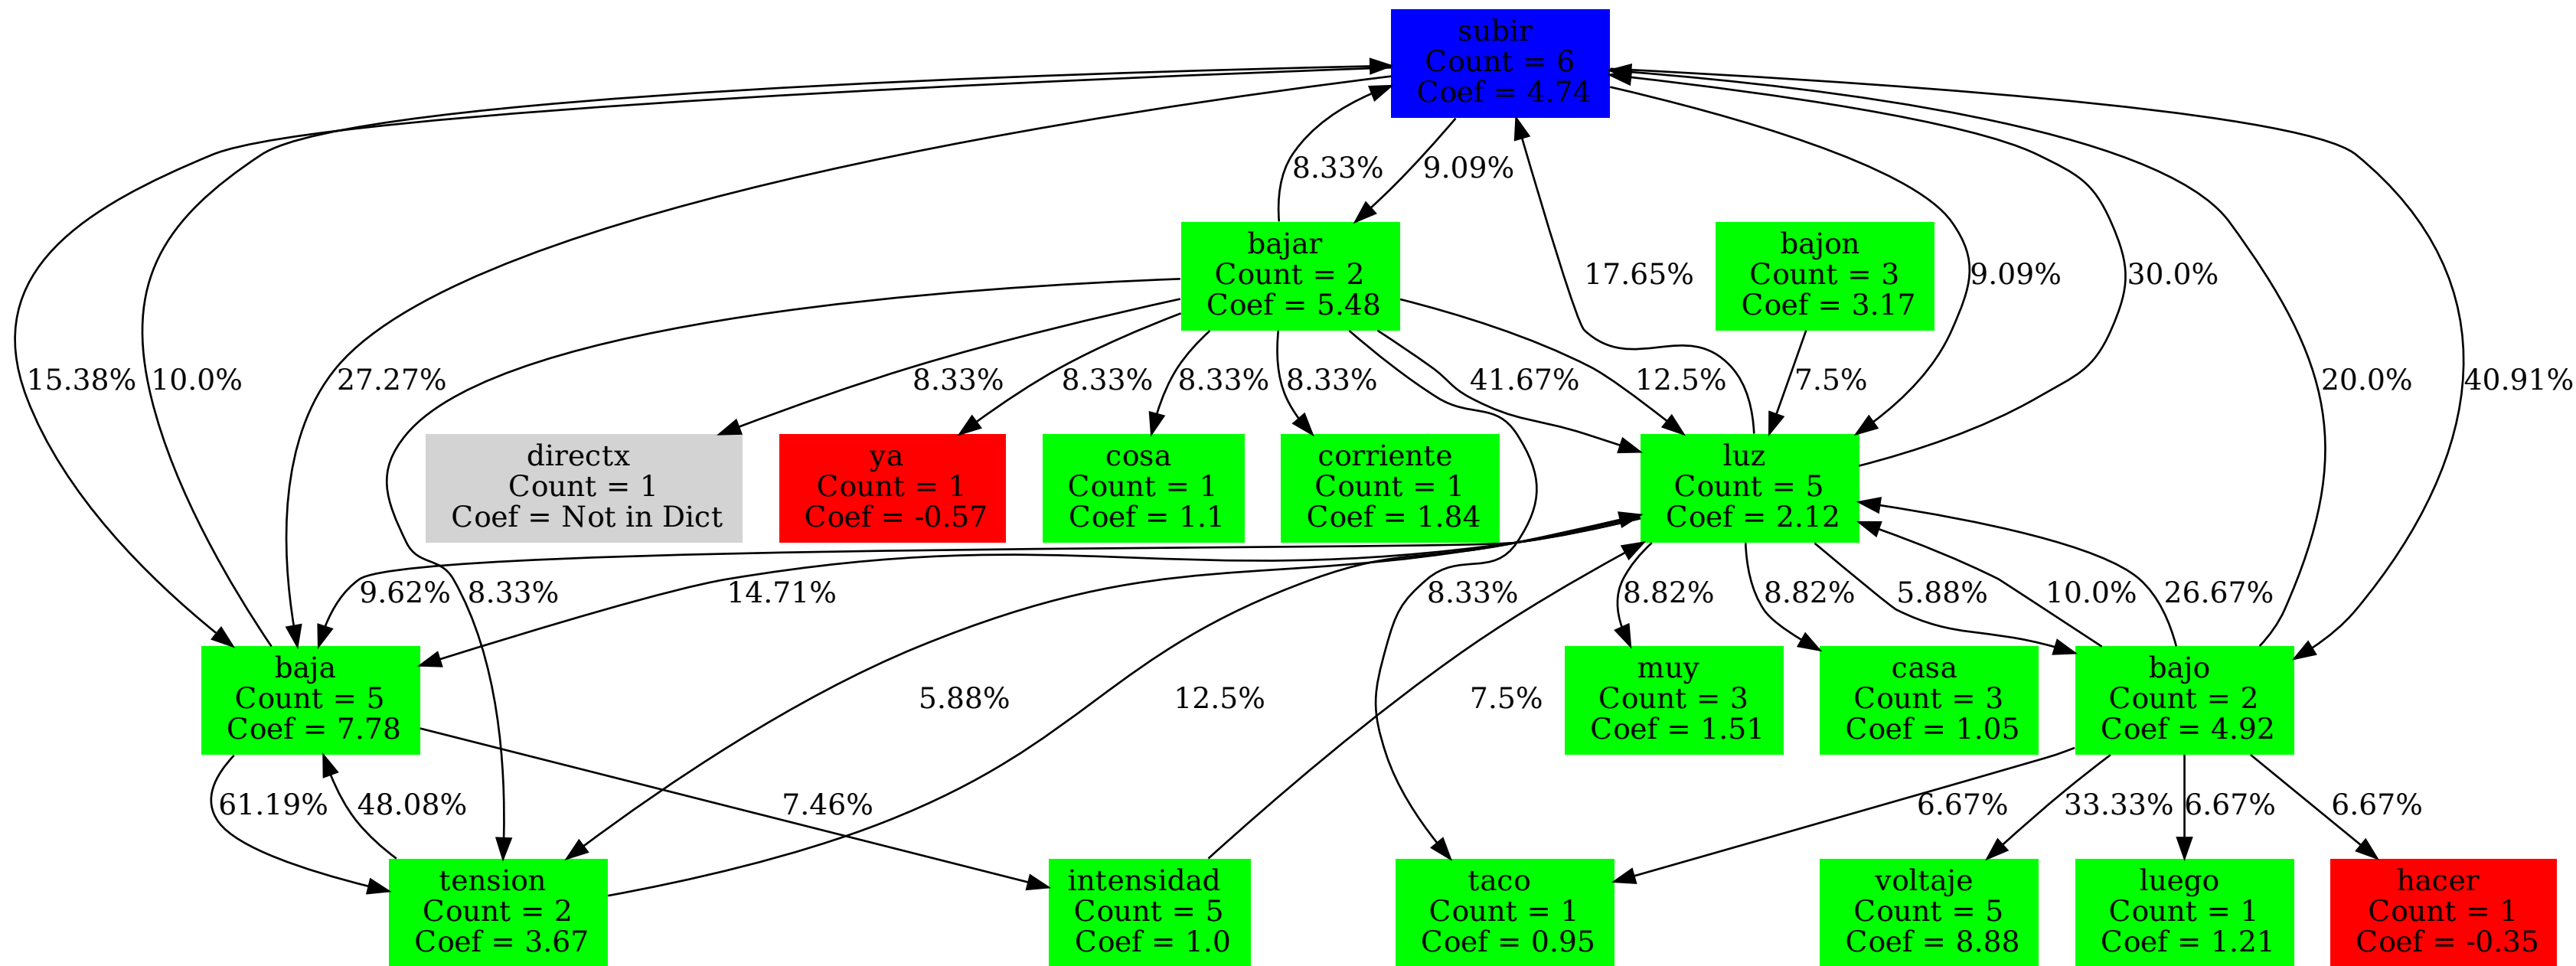 subir
Count = 6
Coef = 4.74
8.33%
9.09%
bajar
Count = 2
Coef = 5.48
bajon
Count = 3
Coef = 3.17
17.65%
9.09%
30.0%
15.38%
10.0%
27.27%
8.33%
8.33%
8.33%
8.33%
41.67%
12.5%
7.5%
20.0%
40.91%
directx
Count = 1
Coef = Not in Dict
ya
Count = 1
Coef = -0.57
cosa
Count = 1
Coef = 1.1
corriente
Count = 1
Coef = 1.84
luz
Count = 5
Coef = 2.12
9.62%
8.33%
14.71%
8.33%
8.82%
8.82%
5.88%
10.0%
26.67%
baja
Count = 5
Coef = 7.78
5.88%
12.5%
7.5%
muy
Count = 3
Coef = 1.51
casa
Count = 3
Coef = 1.05
bajo
Count = 2
Coef = 4.92
61.19%
48.08%
7.46%
6.67%
33.33%
6.67%
6.67%
tension
Count = 2
Coef = 3.67
intensidad
Count = 5
Coef = 1.0
taco
Count = 1
Coef = 0.95
voltaje
Count = 5
Coef = 8.88
luego
Count = 1
Coef = 1.21
hacer
Count = 1
Coef = -0.35